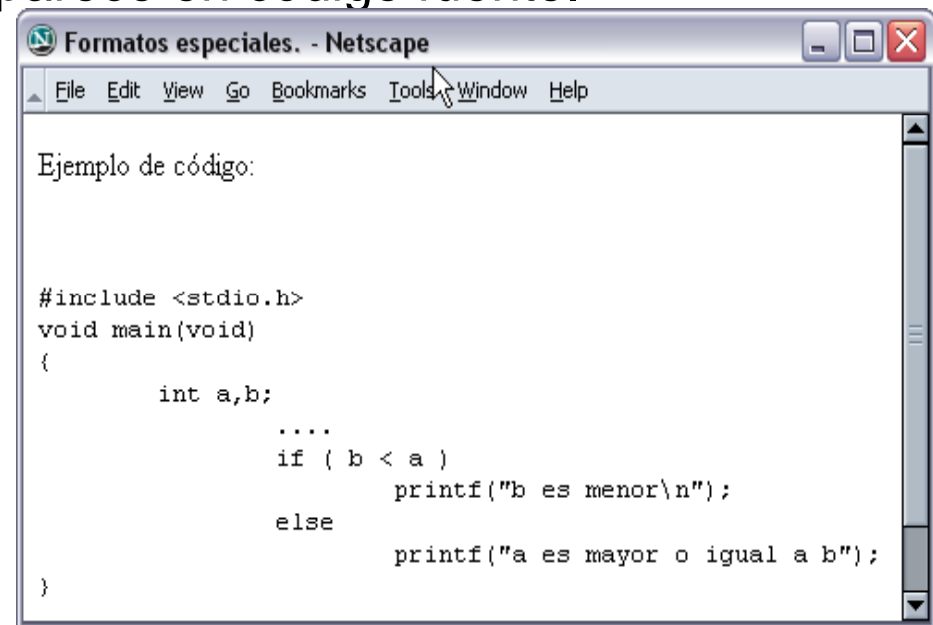 Formatos especiales. - Netscape
File Edit View Go Bookmarks Tools Window Help
Ejemplo de código:
#include <stdio.h>
void main(void)
{
int a,b;
....
if ( b < a )
printf("b es menor\n");
else
printf("a es mayor o igual a b");
}